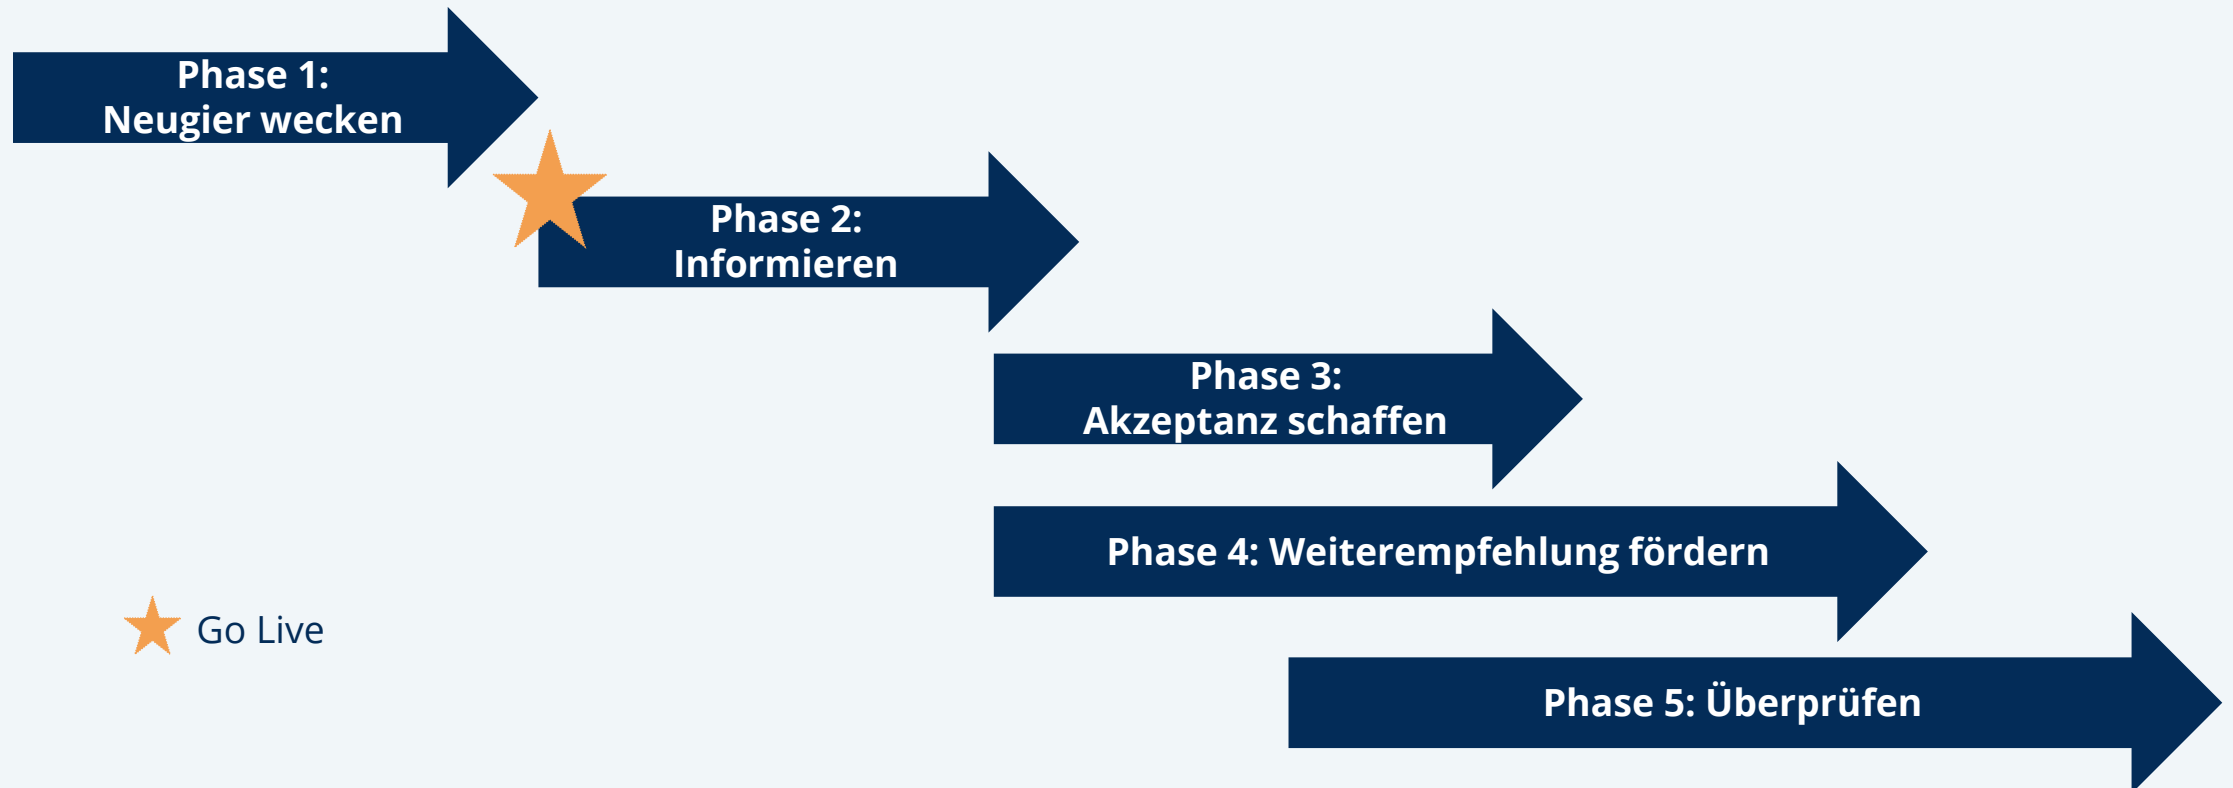 Phase 1:
Neugier wecken
Phase 2:
Informieren
Phase 3:
Akzeptanz schaffen
Phase 4: Weiterempfehlung fördern
Go Live
Phase 5: Überprüfen